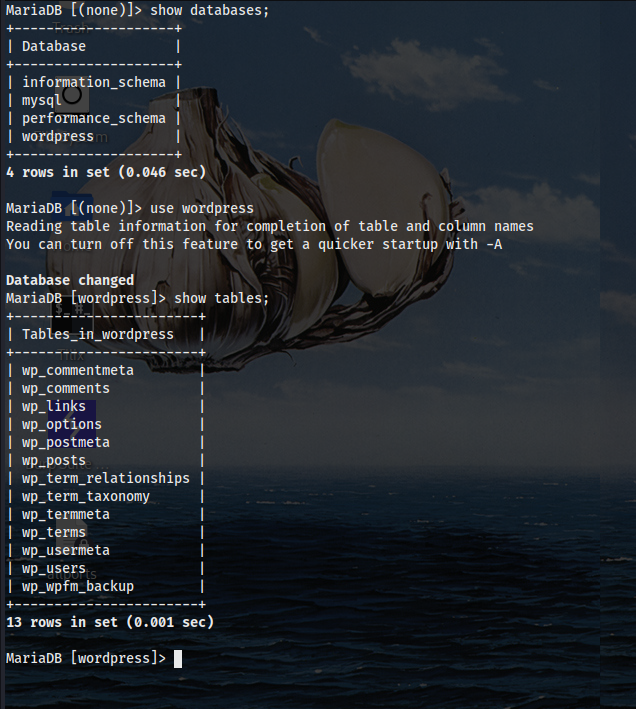 MariaDB [(none)]> show databases;
+--------------------+
| Database           |
+--------------------+
| information_schema |
| mysql              |
| performance_schema |
| wordpress          |
+--------------------+
4 rows in set (0.046 sec)
MariaDB [(none)]> use wordpress
Reading table information for completion of table and column names
You can turn off this feature to get a quicker startup with -A
Database changed
MariaDB [wordpress]> show tables;
+-----------------------+
| Tables_in_wordpress   |
+-----------------------+
| wp_commentmeta        |
| wp_comments           |
| wp_links              |
| wp_options            |
| wp_postmeta           |
| wp_posts              |
| wp_term_relationships |
| wp_term_taxonomy      |
| wp_termmeta           |
| wp_terms              |
| wp_usermeta           |
| wp_users              |
| wp_wpfm_backup        |
+-----------------------+
13 rows in set (0.001 sec)
MariaDB [wordpress]>